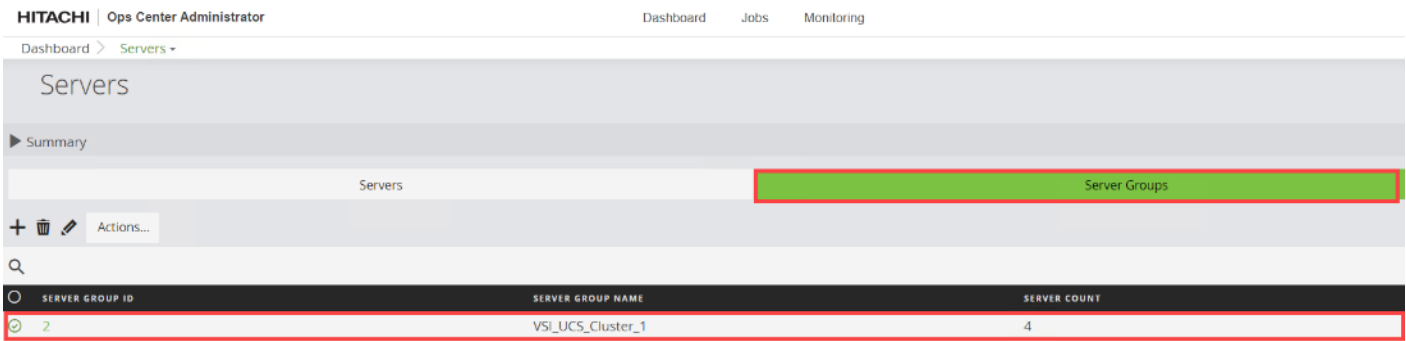 HITACHI Ops Center Administrator Dashboard Jobs Monitoring
Dashboard Servers
Servers
Summary
Servers Server Groups
Actions...
SERVER GROUP ID SERVER GROUP NAME SERVER COUNT
2 VSI_UCS_Cluster_1 4